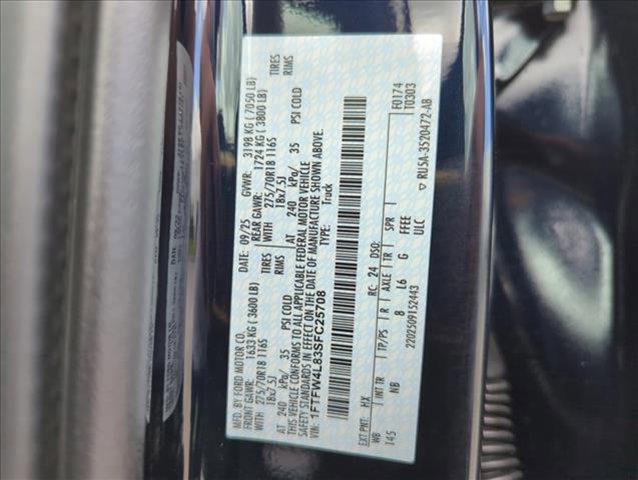 MFD. BY FORD MOTOR CO.
DATE: 09/25 GVWR: 3198 KG ( 7050 LB)
FRONT GAWR: 1633 KG ( 3600 LB) REAR GAWR: 1724 KG ( 3800 LB)
WITH 275/70R18 116S TIRES WITH 275/70R18 116S TIRES
18x7.5J RIMS 18x7.5J RIMS
AT 240 kPa/ 35 PSI COLD AT 240 kPa/ 35 PSI COLD
THIS VEHICLE CONFORMS TO ALL APPLICABLE FEDERAL MOTOR VEHICLE
SAFETY STANDARDS IN EFFECT ON THE DATE OF MANUFACTURE SHOWN ABOVE.
VIN: 1FTFW4L83SFC25708 TYPE: Truck
F0174
T0303
EXT PNT: HX RC: 24 DSO:
WB INT TR TP/PS R AXLE TR SPR
145 NB 8 L6 G FFEE
ULC
2202509152443 RU5A-3520472-AB